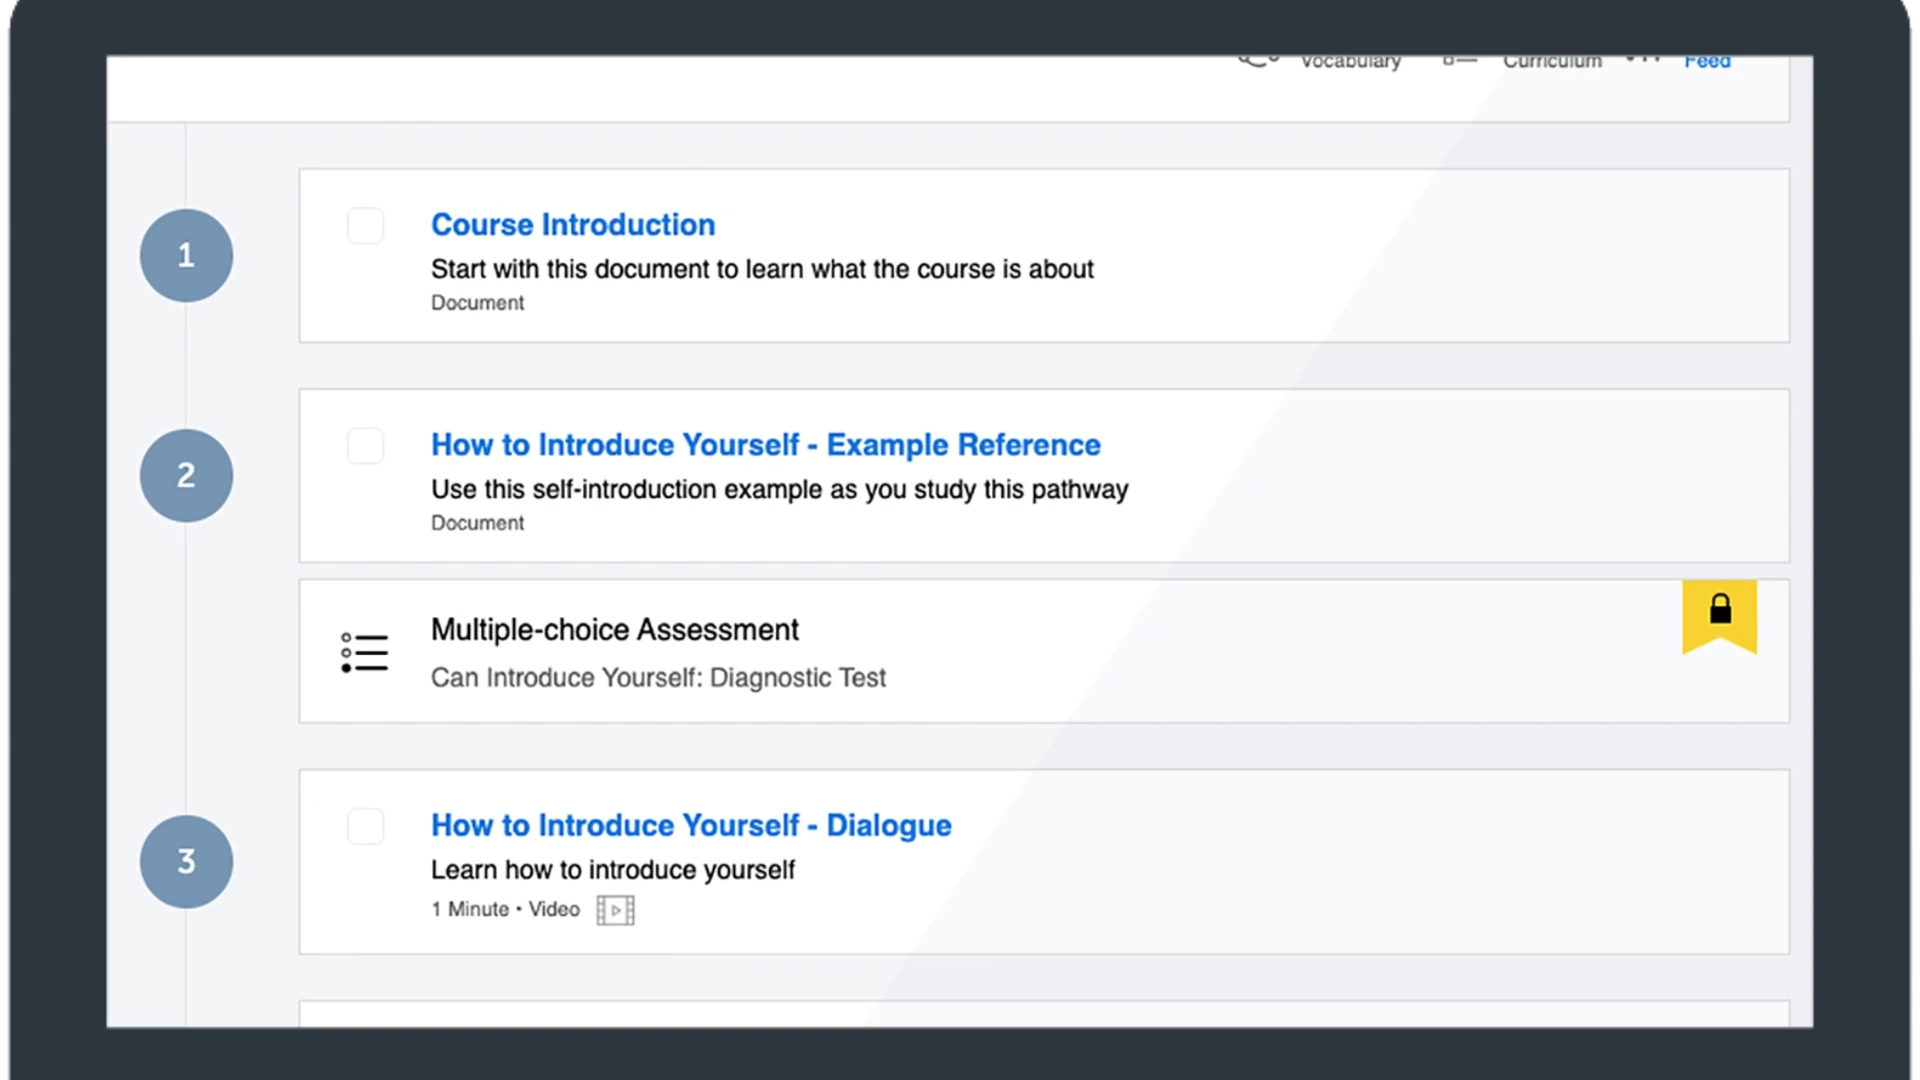 Vocabulary Curriculum Feed
1
Course Introduction
Start with this document to learn what the course is about
Document
2
How to Introduce Yourself - Example Reference
Use this self-introduction example as you study this pathway
Document
Multiple-choice Assessment
Can Introduce Yourself: Diagnostic Test
3
How to Introduce Yourself - Dialogue
Learn how to introduce yourself
1 Minute • Video